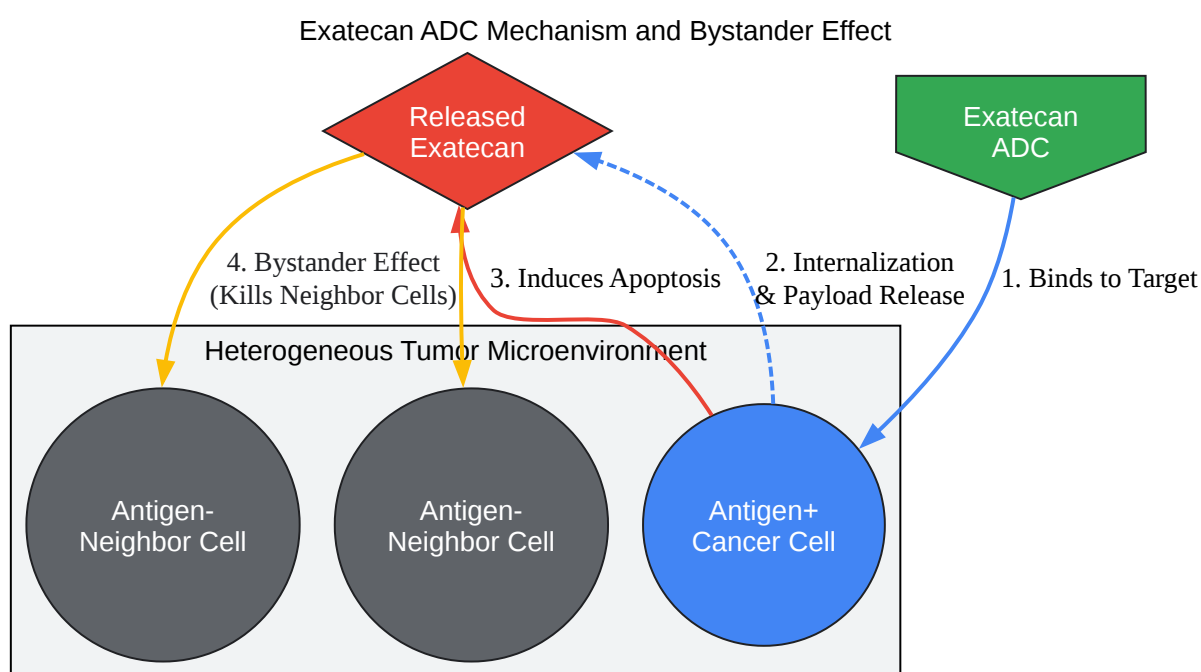 Exatecan ADC Mechanism and Bystander Effect
Released
Exatecan
Exatecan
ADC
4. Bystander Effect
(Kills Neighbor Cells)
3. Induces Apoptosis
2. Internalization
& Payload Release
1. Binds to Target
Heterogeneous Tumor Microenvironment
Antigen-
Neighbor Cell
Antigen-
Neighbor Cell
Antigen+
Cancer Cell